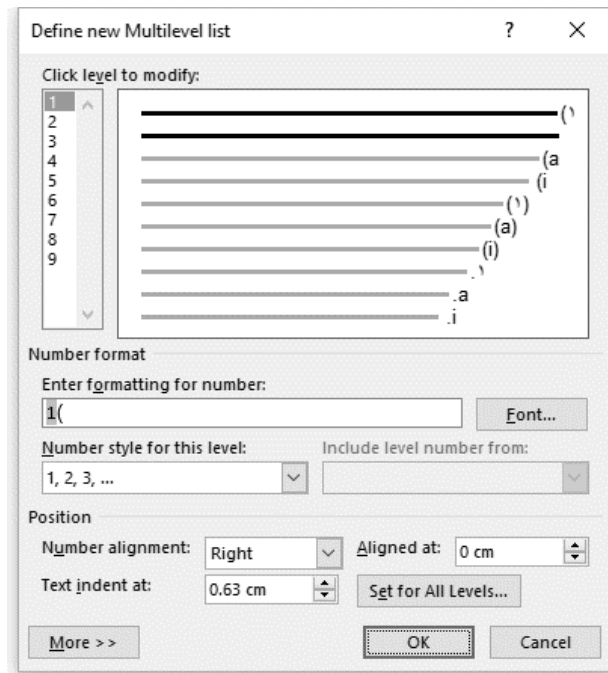 Define new Multilevel list ? ×
Click level to modify:
1
2
3
4
5
6
7
8
9
(١
(a
(i
(١)
(a)
(i)
.١
.a
.i
Number format
Enter formatting for number:
1(
Font...
Number style for this level:
Include level number from:
1, 2, 3, ...
Position
Number alignment: Right
Aligned at: 0 cm
Text indent at: 0.63 cm
Set for All Levels...
More >>
OK
Cancel